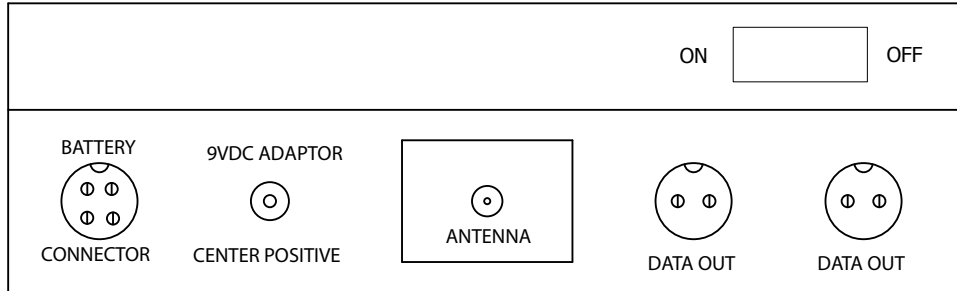 ON OFF
BATTERY
CONNECTOR
9VDC ADAPTOR
CENTER POSITIVE
ANTENNA
DATA OUT
DATA OUT